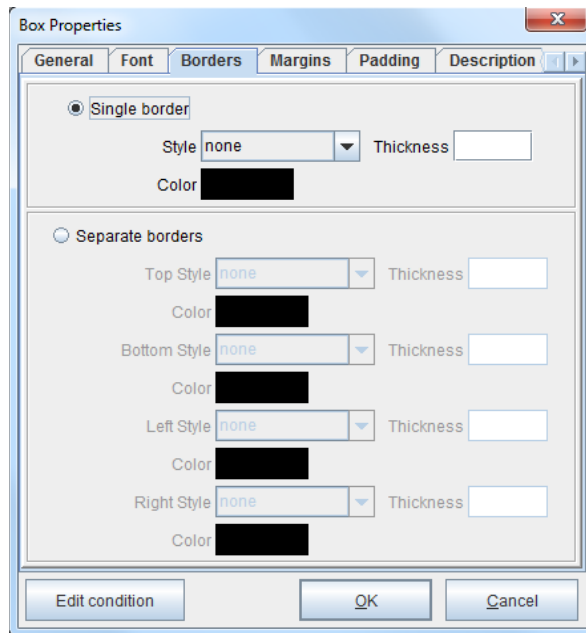 Box Properties
General Font Borders Margins Padding Description
Single border
Style none Thickness
Color
Separate borders
Top Style none Thickness
Color
Bottom Style none Thickness
Color
Left Style none Thickness
Color
Right Style none Thickness
Color
Edit condition OK Cancel